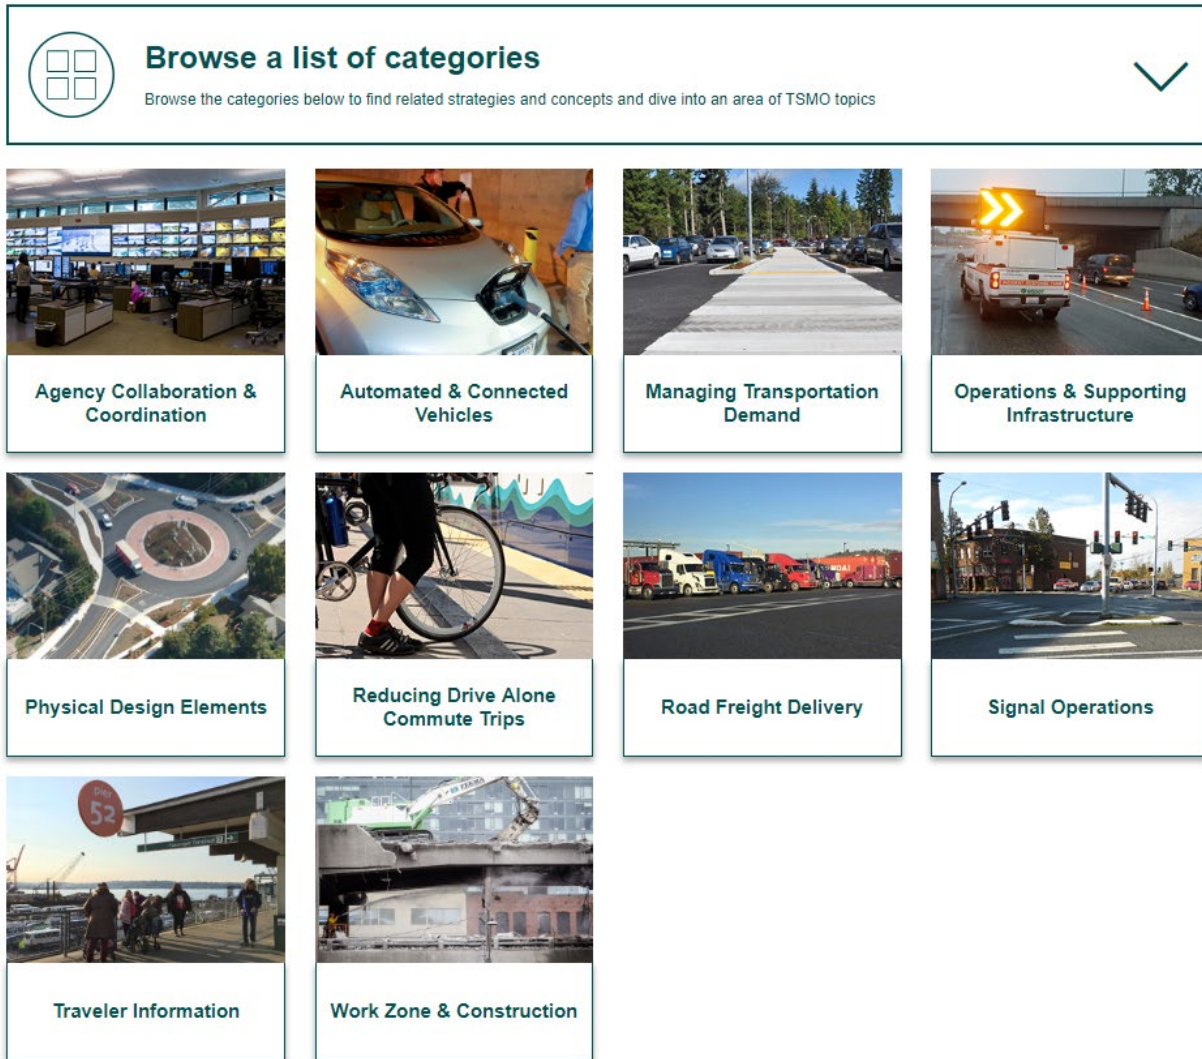 Browse a list of categories
Browse the categories below to find related strategies and concepts and dive into an area of TSMO topics
Agency Collaboration &
Coordination
Automated & Connected
Vehicles
Managing Transportation
Demand
Operations & Supporting
Infrastructure
Physical Design Elements
Reducing Drive Alone
Commute Trips
Road Freight Delivery
Signal Operations
Pier
52
Traveler Information
Work Zone & Construction